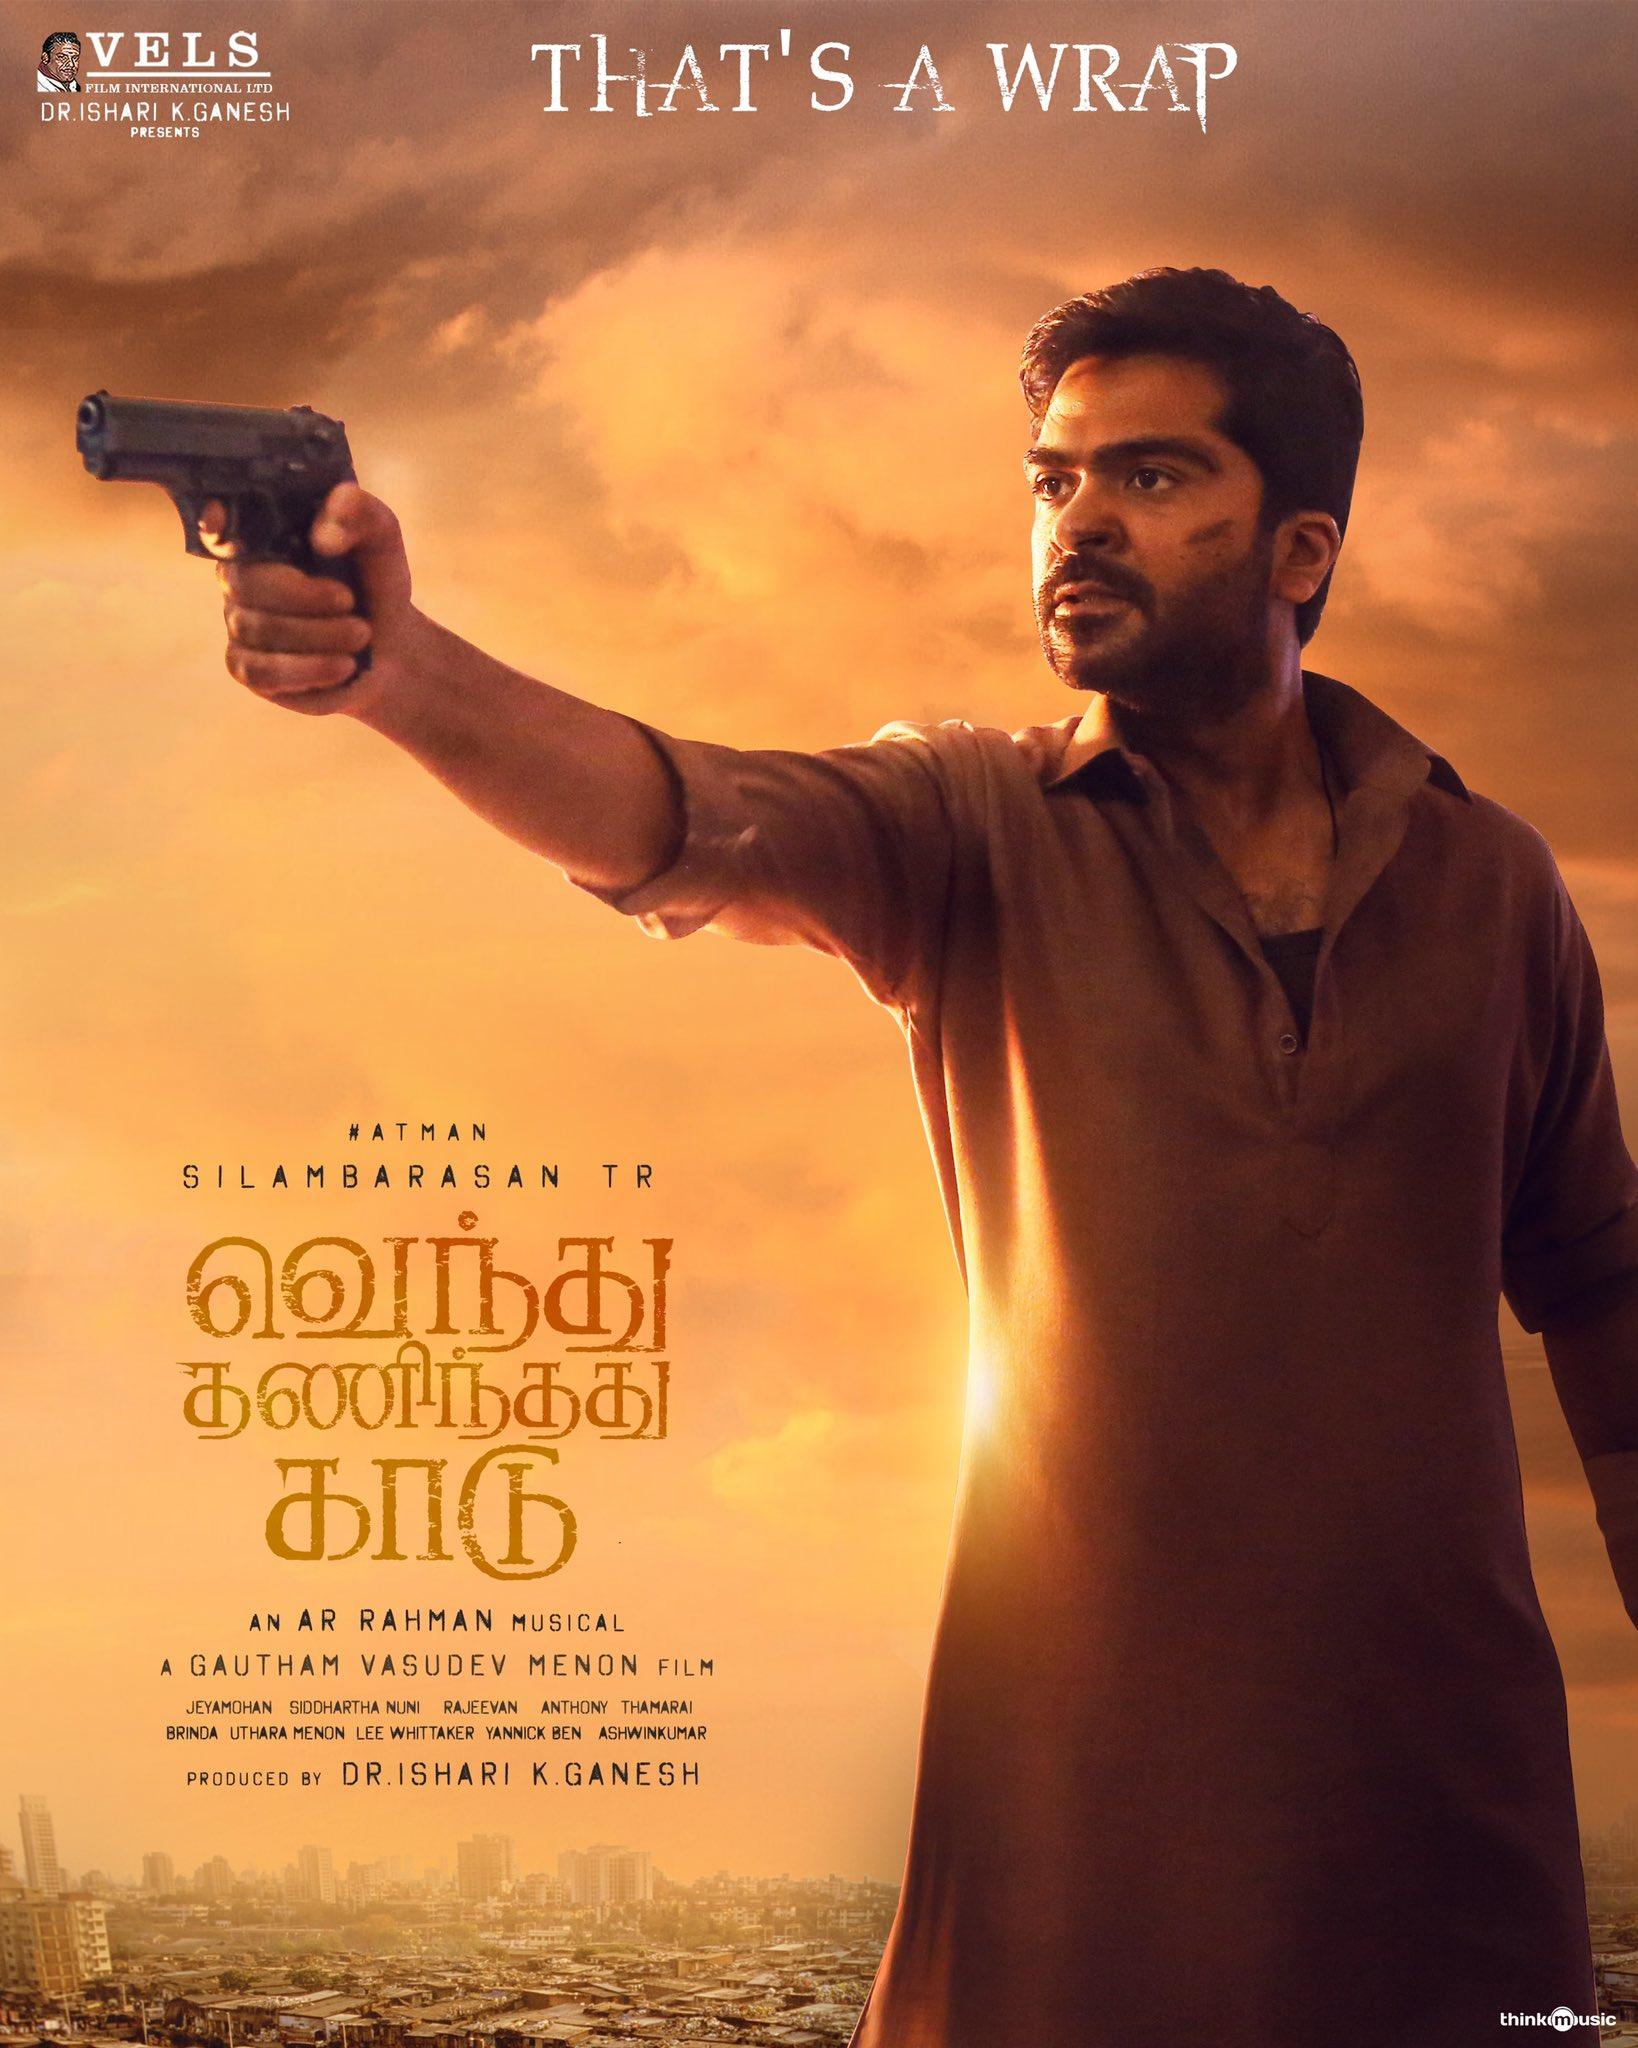 VELS
FILM INTERNATIONAL LTD
DR.ISHARI K.GANESH
PRESENTS
THAT'S A WRAP
#ATMAN
SILAMBARASAN TR
வெந்து
தணிந்தது
காடு
AN AR RAHMAN MUSICAL
A GAUTHAM VASUDEV MENON FILM
JEYAMOHAN SIDDHARTHA NUNI RAJEEVAN ANTHONY THAMARAI
BRINDA UTHARA MENON LEE WHITTAKER YANNICK BEN ASHWINKUMAR
PRODUCED BY DR.ISHARI K.GANESH
thinkmusic